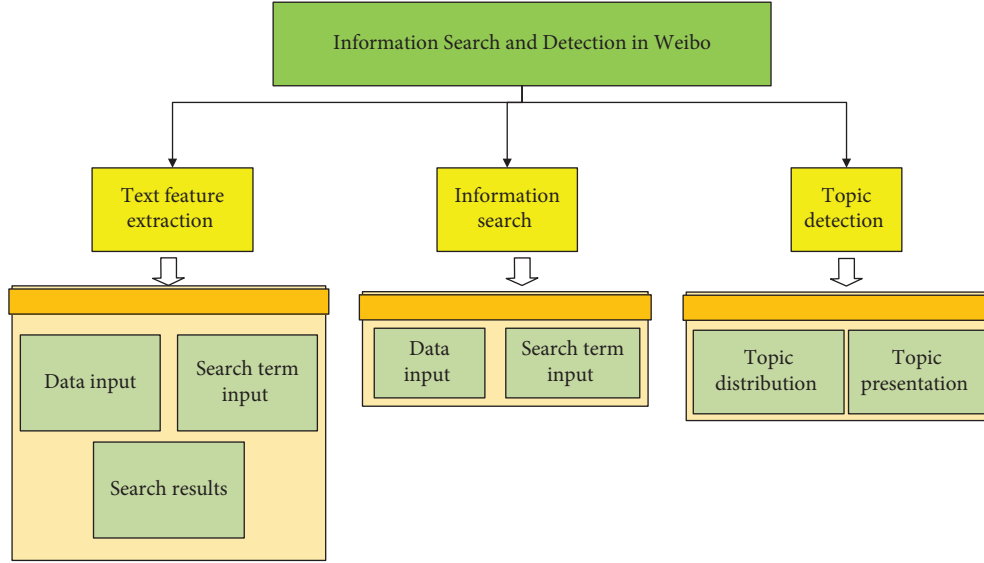 Information Search and Detection in Weibo
Text feature
extraction
Information
search
Topic
detection
Data input
Search term
input
Search results
Data
input
Search term
input
Topic
distribution
Topic
presentation